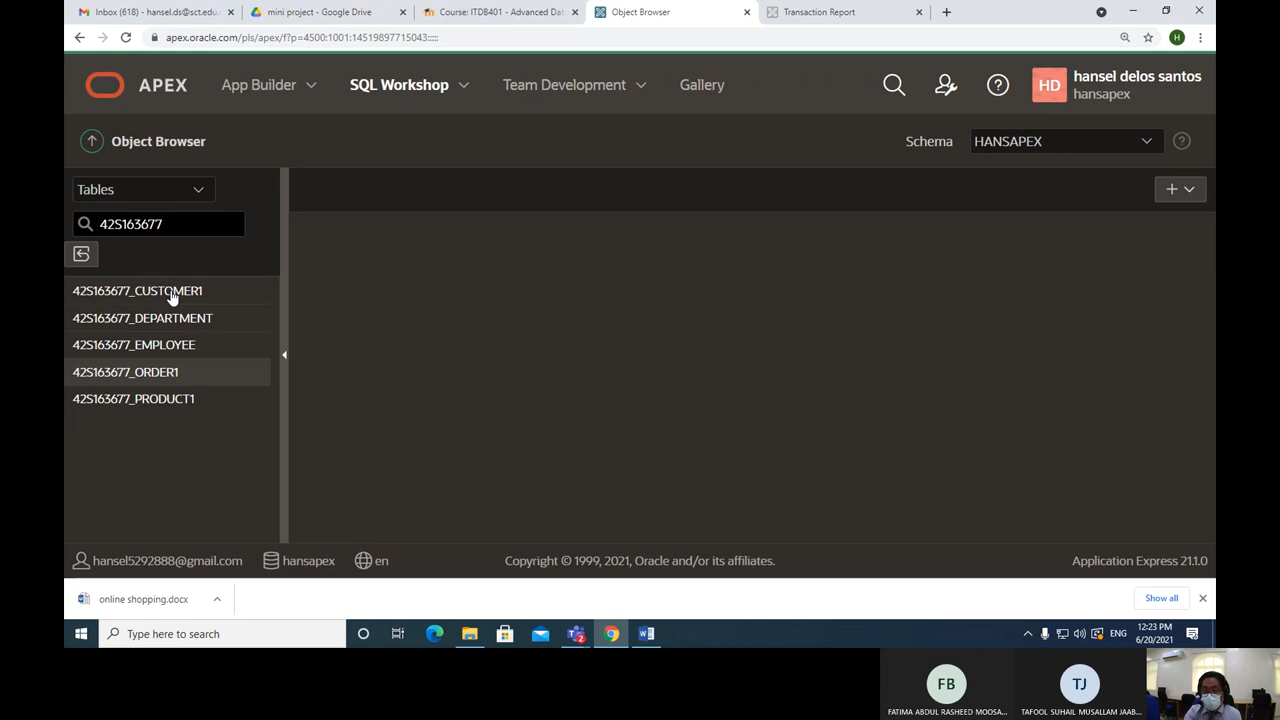 Inbox (618) - hansel.ds@sct.edu.
mini project - Google Drive
Course: ITDB401 - Advanced Dat
Object Browser
Transaction Report
apex.oracle.com/pls/apex/f?p=4500:1001:14519897715043:::::
H
APEX
App Builder
SQL Workshop
Team Development
Gallery
HD
hansel delos santos
hansapex
Object Browser
Schema
HANSAPEX
Tables
42S163677
42S163677_CUSTOMER1
42S163677_DEPARTMENT
42S163677_EMPLOYEE
42S163677_ORDER1
42S163677_PRODUCT1
hansel5292888@gmail.com
hansapex
en
Copyright © 1999, 2021, Oracle and/or its affiliates.
Application Express 21.1.0
online shopping.docx
Show all
Type here to search
2
ENG
12:23 PM
6/20/2021
FB
TJ
FATIMA ABDUL RASHEED MOOSA...
TAFOOL SUHAIL MUSALLAM JAAB...